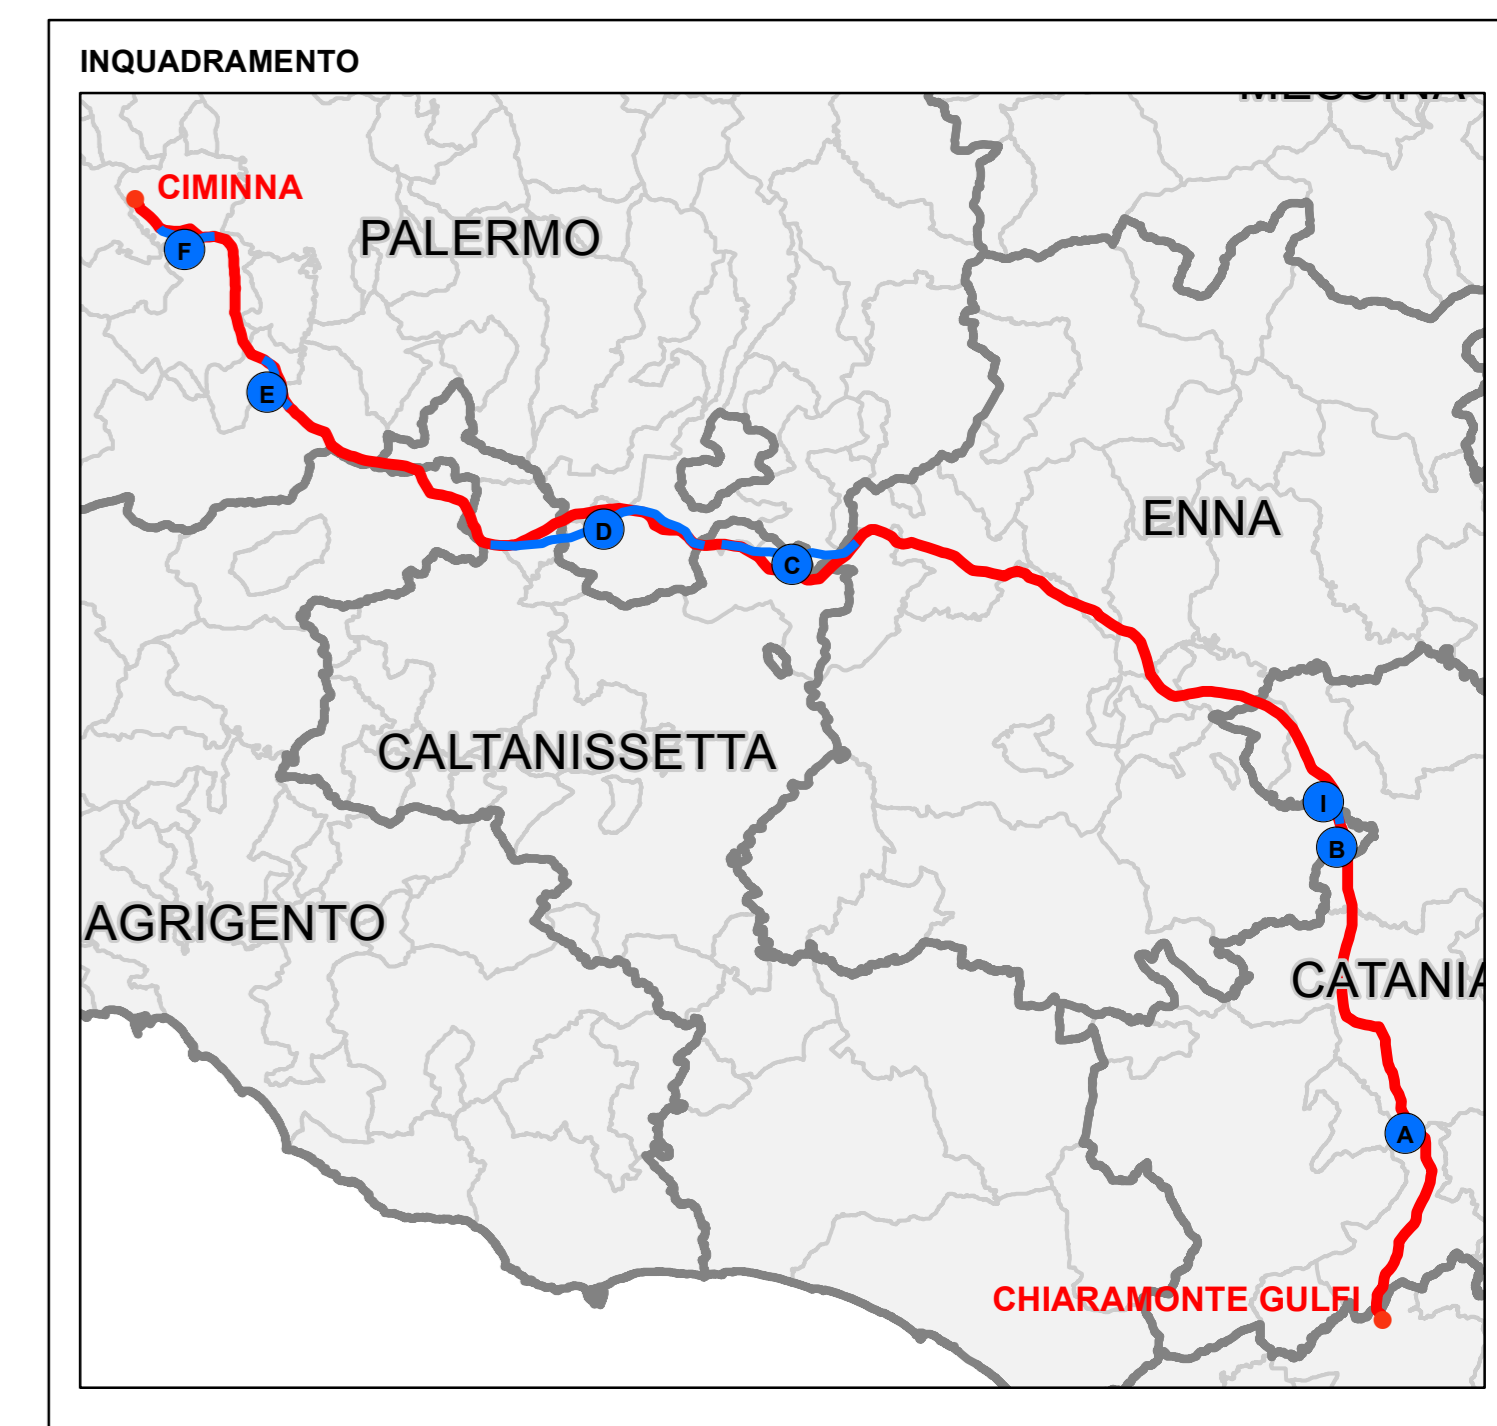 INQUADRAMENTO
CIMINNA
F
PALERMO
E
ENNA
D
C
CALTANISSETTA
I
B
AGRIGENTO
CATANIA
A
CHIARAMONTE GULFI